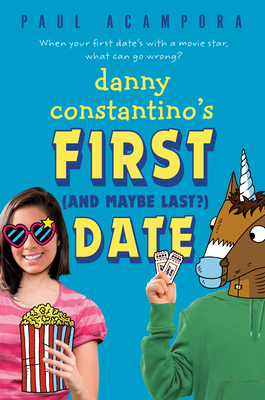 PAUL ACAMPORA
When your first date's with a movie star,
what can go wrong?
danny
constantino's
FIRST
(AND MAYBE LAST?)
DATE